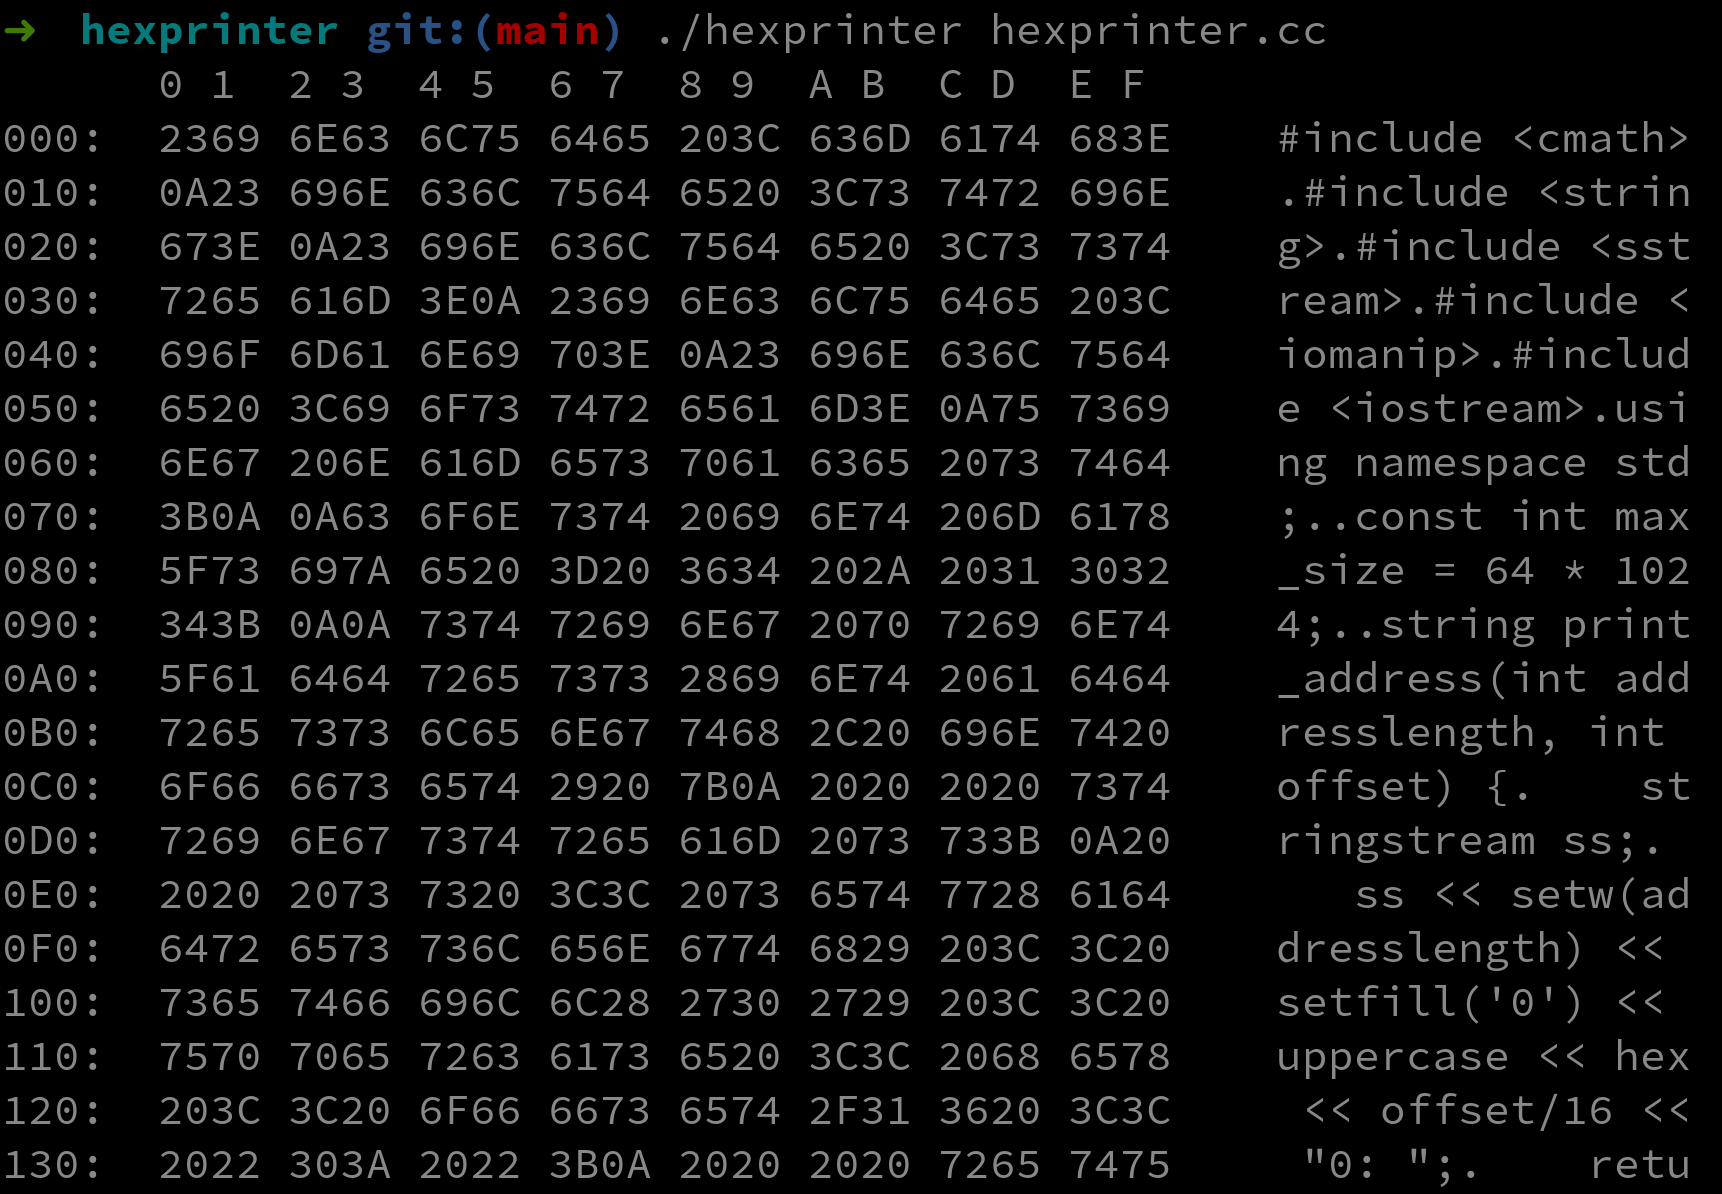 ➜  hexprinter git:(main) ./hexprinter hexprinter.cc
      0 1  2 3  4 5  6 7  8 9  A B  C D  E F
000:  2369 6E63 6C75 6465 203C 636D 6174 683E    #include <cmath>
010:  0A23 696E 636C 7564 6520 3C73 7472 696E    .#include <strin
020:  673E 0A23 696E 636C 7564 6520 3C73 7374    g>.#include <sst
030:  7265 616D 3E0A 2369 6E63 6C75 6465 203C    ream>.#include <
040:  696F 6D61 6E69 703E 0A23 696E 636C 7564    iomanip>.#includ
050:  6520 3C69 6F73 7472 6561 6D3E 0A75 7369    e <iostream>.usi
060:  6E67 206E 616D 6573 7061 6365 2073 7464    ng namespace std
070:  3B0A 0A63 6F6E 7374 2069 6E74 206D 6178    ;..const int max
080:  5F73 697A 6520 3D20 3634 202A 2031 3032    _size = 64 * 102
090:  343B 0A0A 7374 7269 6E67 2070 7269 6E74    4;..string print
0A0:  5F61 6464 7265 7373 2869 6E74 2061 6464    _address(int add
0B0:  7265 7373 6C65 6E67 7468 2C20 696E 7420    resslength, int
0C0:  6F66 6673 6574 2920 7B0A 2020 2020 7374    offset) {.    st
0D0:  7269 6E67 7374 7265 616D 2073 733B 0A20    ringstream ss;.
0E0:  2020 2073 7320 3C3C 2073 6574 7728 6164       ss << setw(ad
0F0:  6472 6573 736C 656E 6774 6829 203C 3C20    dresslength) <<
100:  7365 7466 696C 6C28 2730 2729 203C 3C20    setfill('0') <<
110:  7570 7065 7263 6173 6520 3C3C 2068 6578    uppercase << hex
120:  203C 3C20 6F66 6673 6574 2F31 3620 3C3C     << offset/16 <<
130:  2022 303A 2022 3B0A 2020 2020 7265 7475     "0: ";.    retu